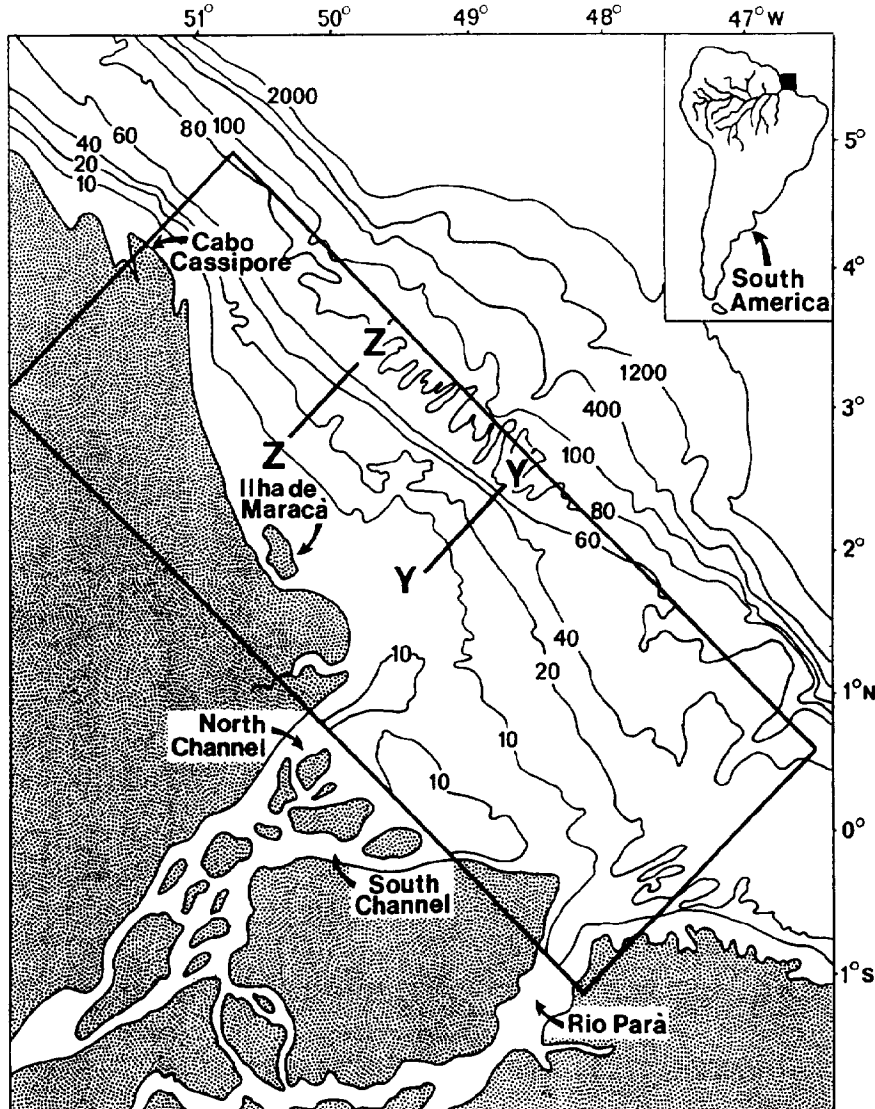 51° 50° 49° 48° 47° W
2000
80 100
60
40
20
10
5°
Cabo
Cassipore
4°
South
America
Z
1200
400
3°
Z
100
Y
Ilha de
Maracà
80
60
2°
Y
40
20
10
1° N
North
Channel
10
10
0°
South
Channel
1° S
Rio Parà